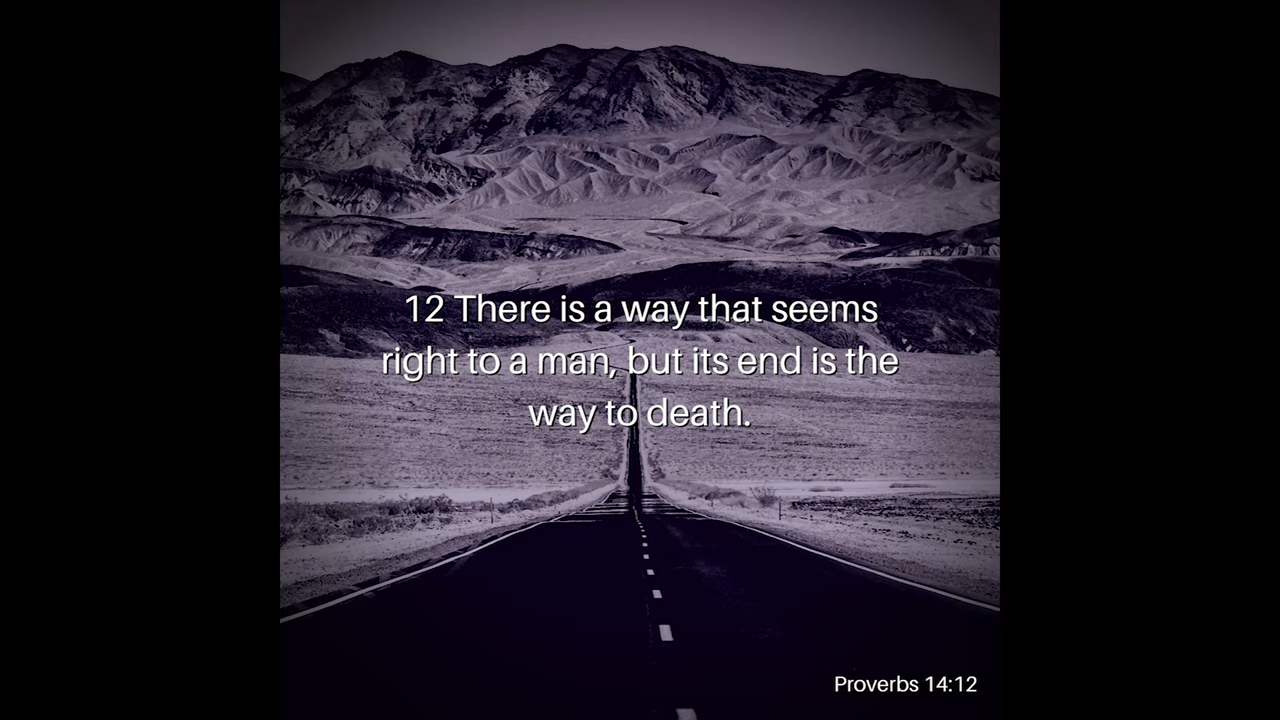 12 There is a way that seems
right to a man, but its end is the
way to death.
Proverbs 14:12